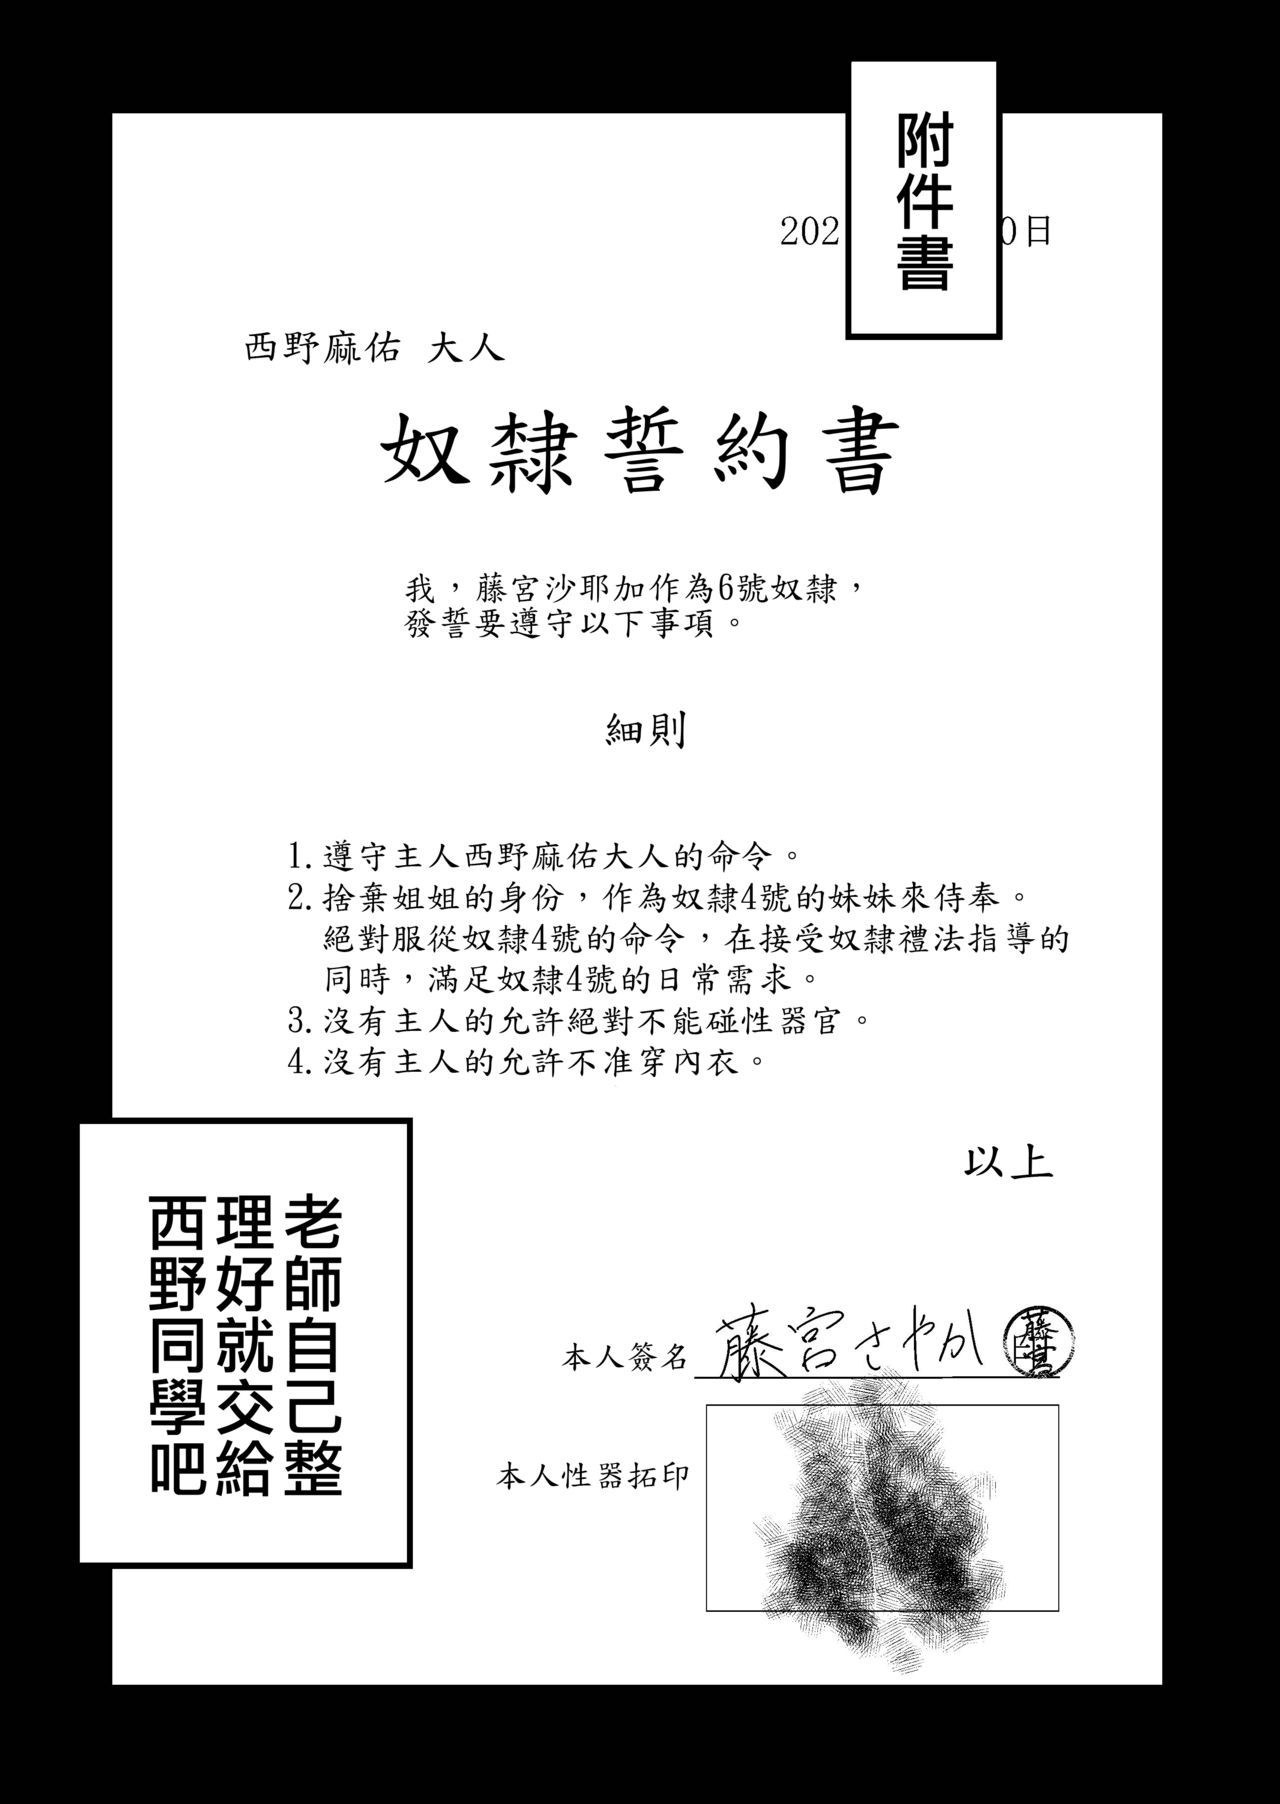 附件書
202 0日
西野麻佑 大人
奴隸誓約書
我，藤宮沙耶加作為6號奴隸，
發誓要遵守以下事項。
細則
1. 遵守主人西野麻佑大人的命令。
2. 捨棄姐姐的身份，作為奴隸4號的妹妹來侍奉。
絕對服從奴隸4號的命令，在接受奴隸禮法指導的
同時，滿足奴隸4號的日常需求。
3. 沒有主人的允許絕對不能碰性器官。
4. 沒有主人的允許不准穿內衣。
以上
老師自己整
理好就交給
西野同學吧
本人簽名 藤宮さやか 藤宮
本人性器拓印